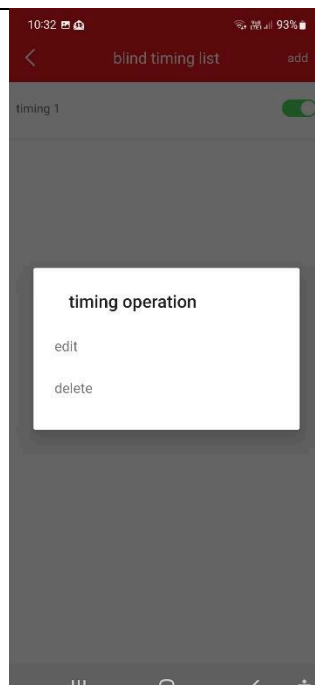 10:32 93%
blind timing list add
timing 1
timing operation
edit
delete